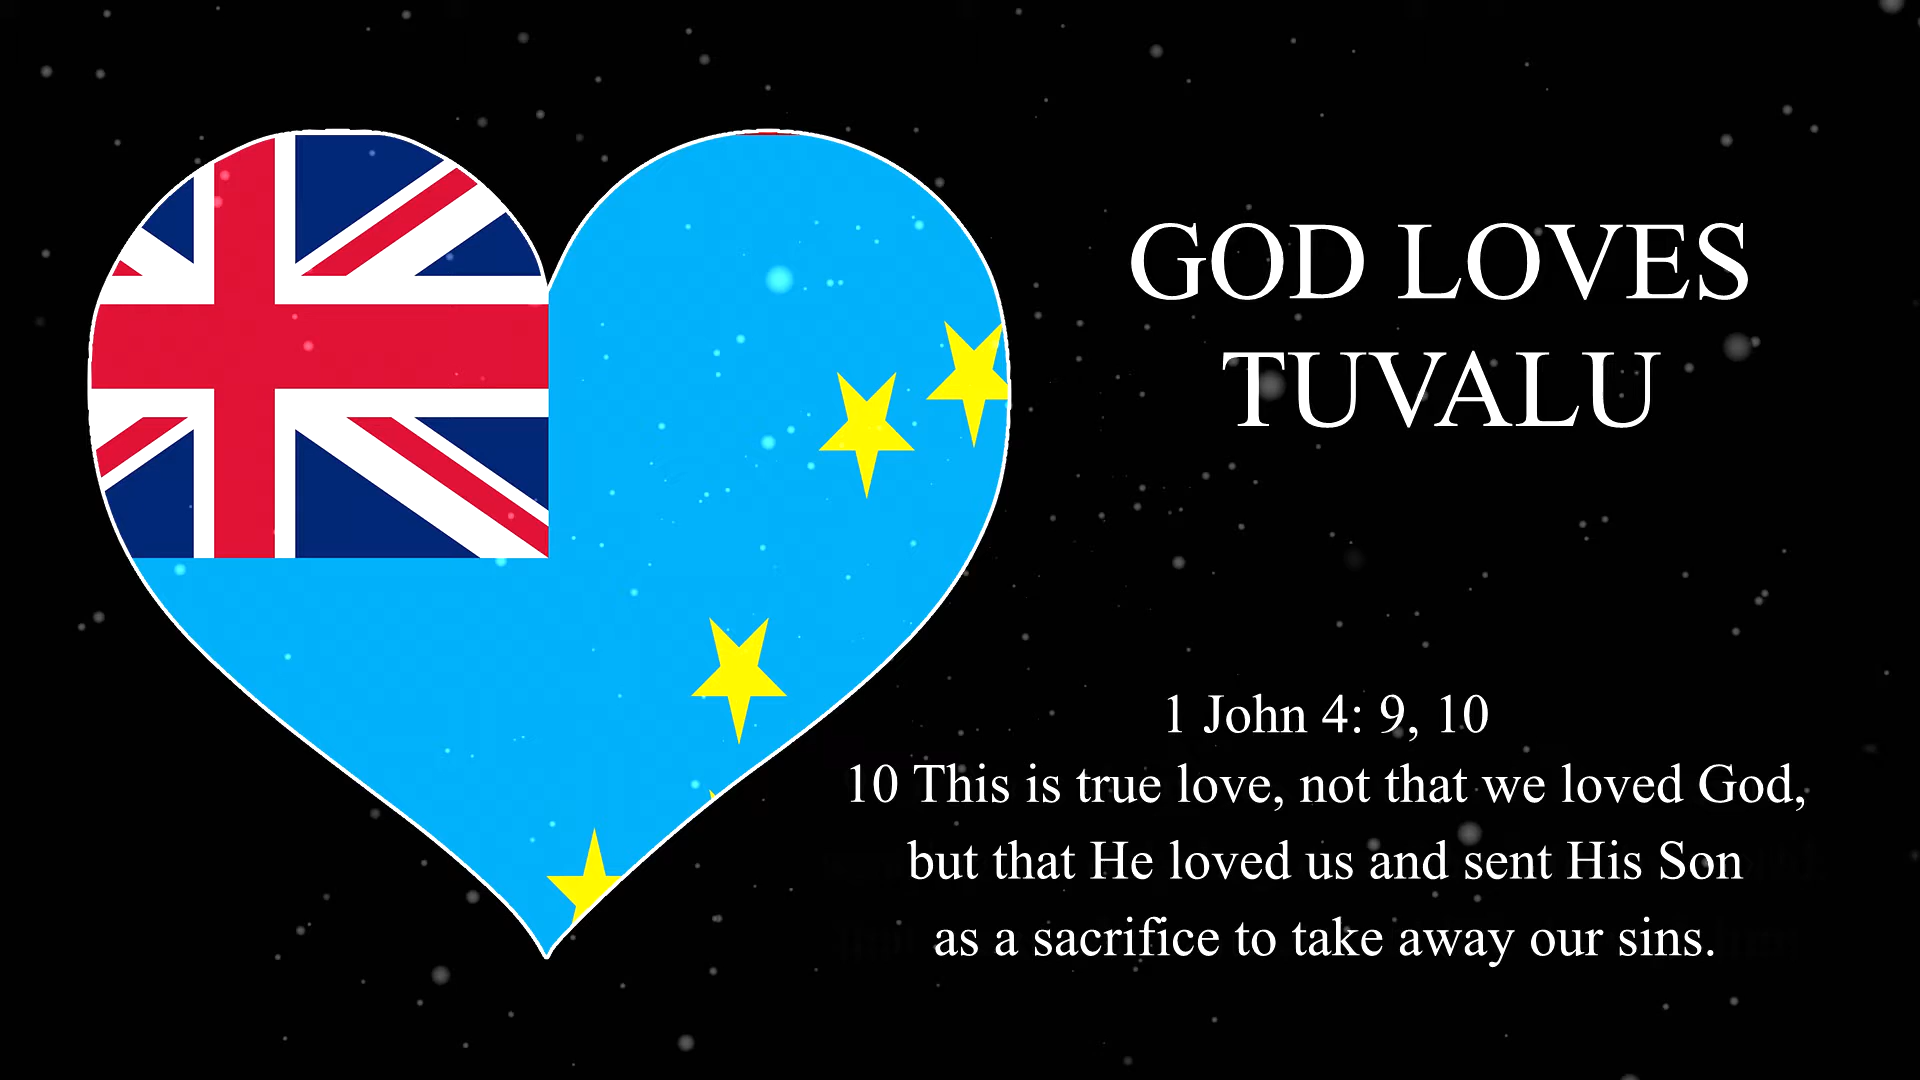 GOD LOVES
TUVALU
1 John 4: 9, 10
10 This is true love, not that we loved God,
but that He loved us and sent His Son
as a sacrifice to take away our sins.